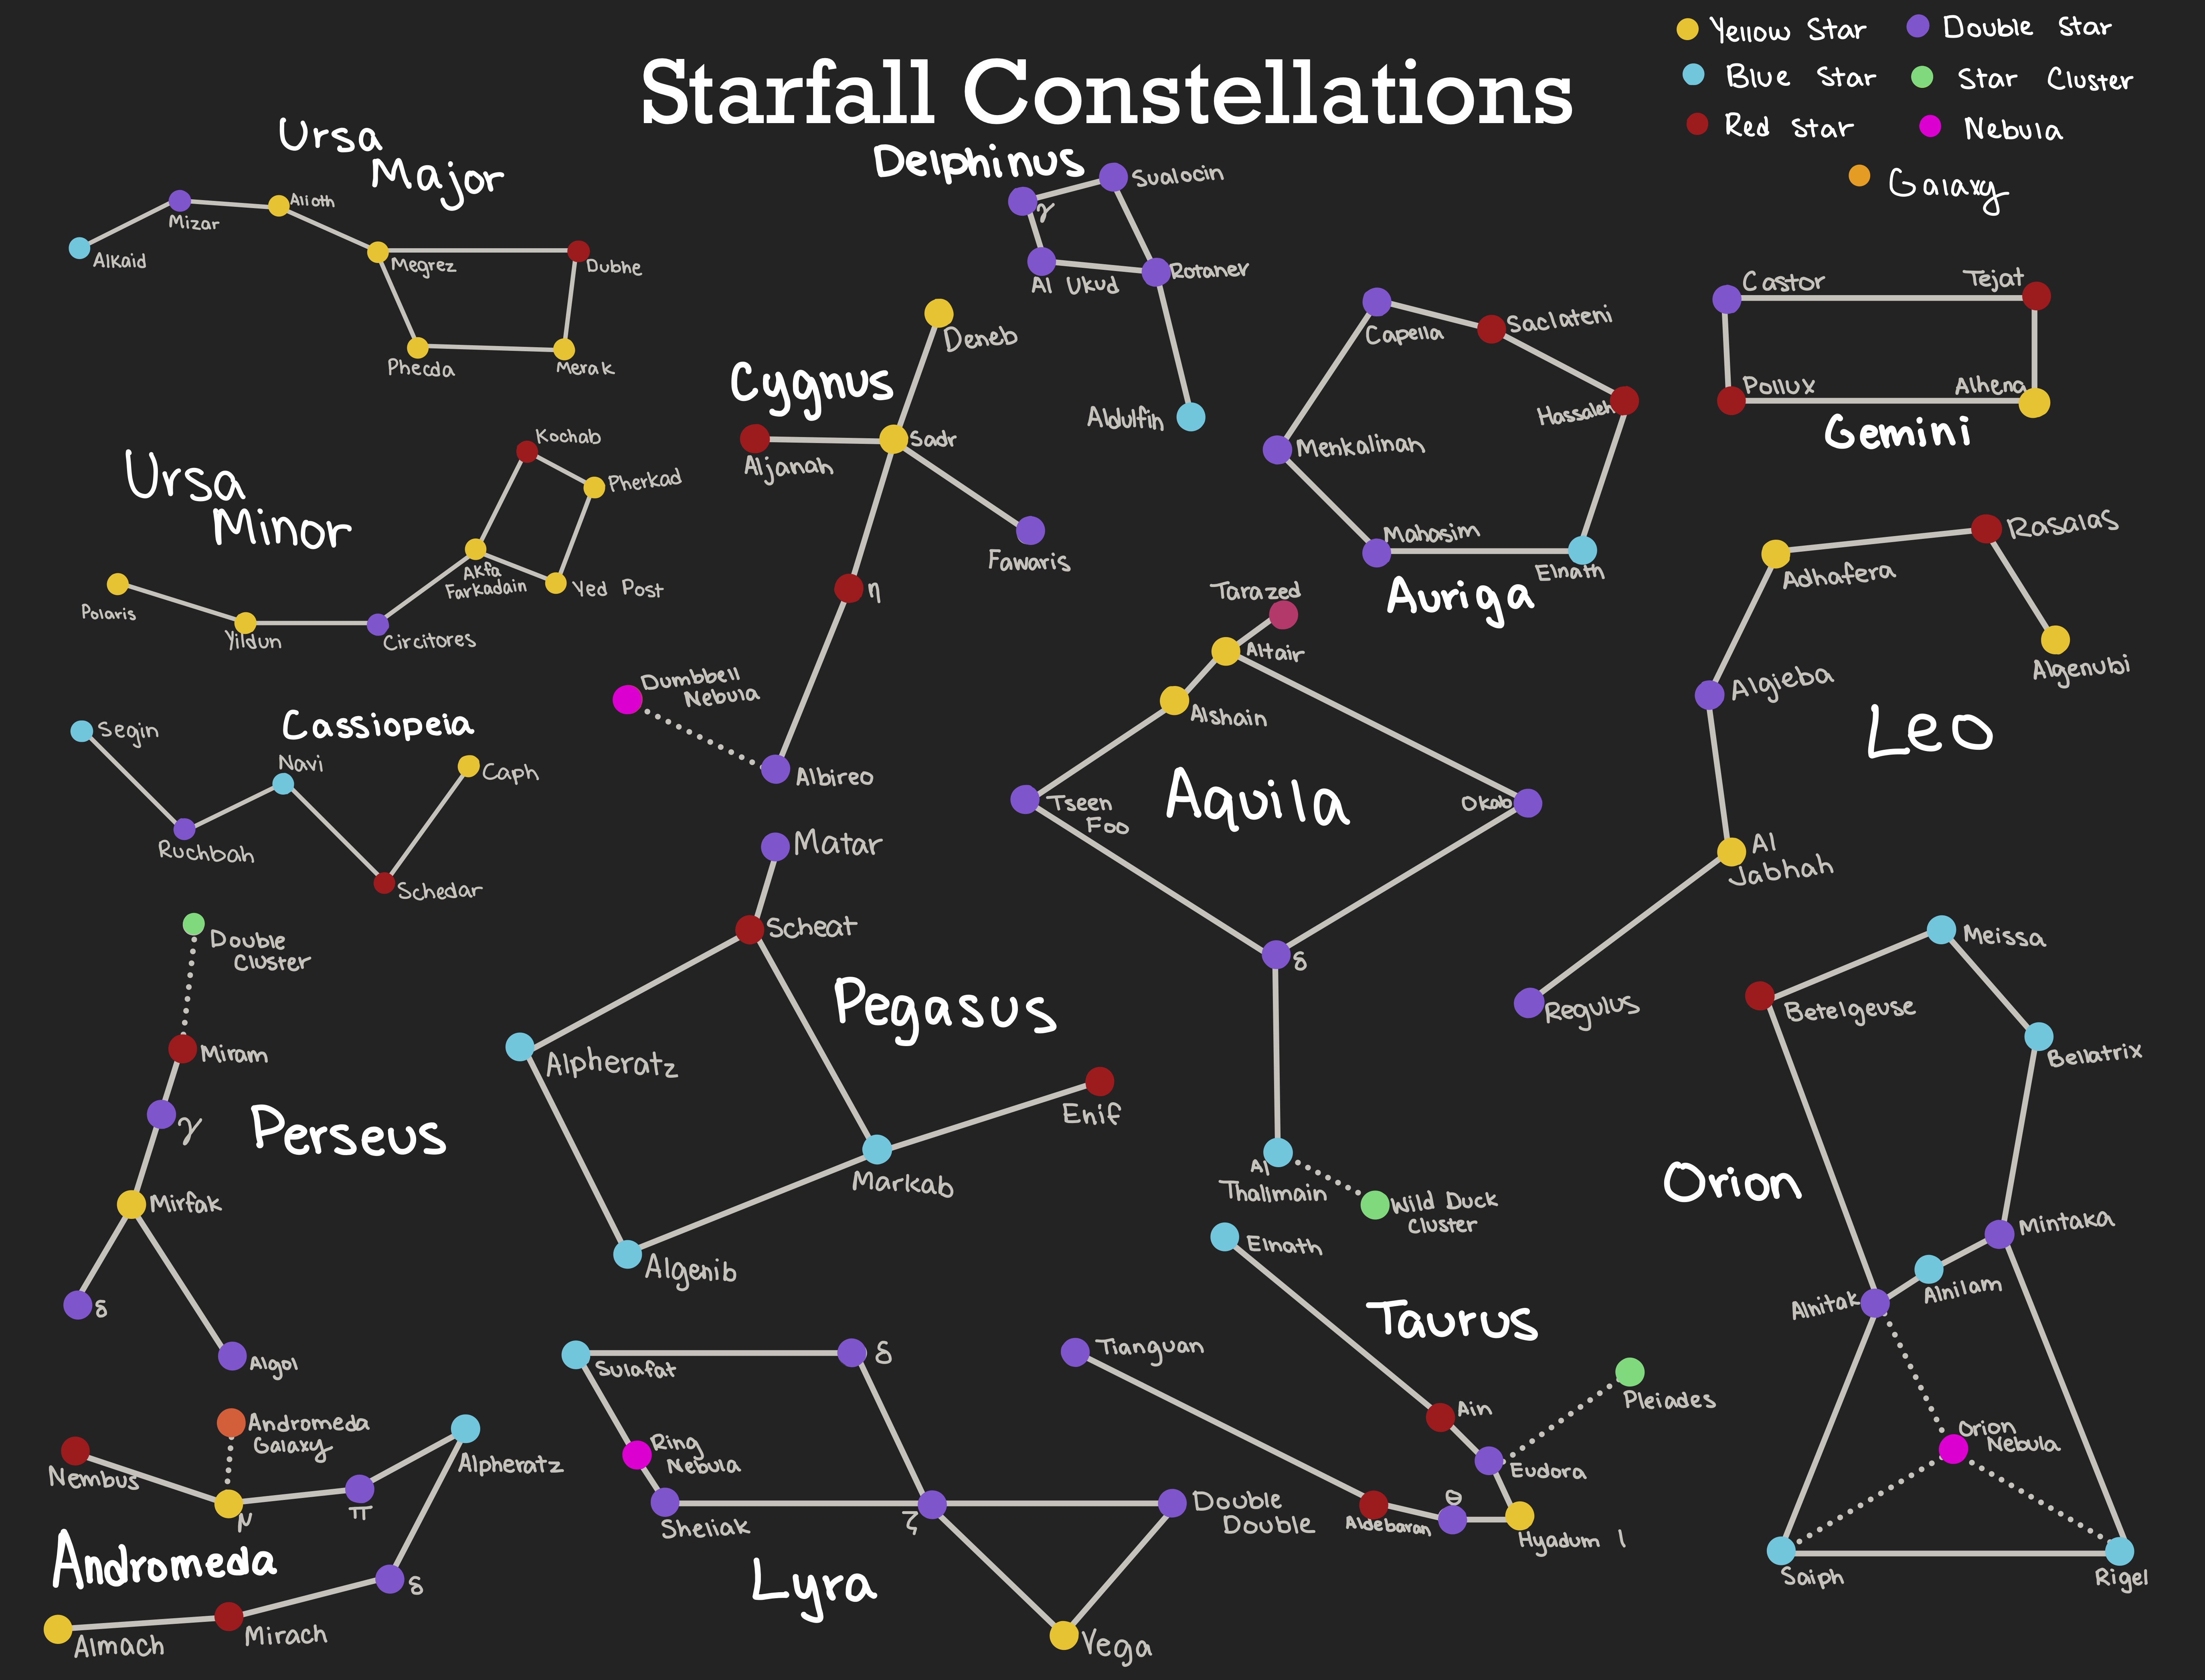 Starfall Constellations
Yellow Star
Double Star
Blue Star
Star Cluster
Red Star
Nebula
Galaxy
Ursa
Major
Alkaid
Mizar
Alioth
Megrez
Dubhe
Phecda
Merak
Delphinus
Sualocin
γ
Al Ukud
Rotanev
Aldulfin
Cygnus
Deneb
Aljanah
Sadr
Fawaris
η
Dumbbell
Nebula
Albireo
Capella
Saclateni
Hassaleh
Menkalinan
Mahasim
Elnath
Auriga
Castor
Tejat
Pollux
Alhena
Gemini
Ursa
Minor
Kochab
Pherkad
Akfa
Farkadain
Yed Post
Polaris
Yildun
Circitores
Rasalas
Adhafera
Algenubi
Algieba
Leo
Al
Jabhah
Regulus
Tarazed
Altair
Alshain
Aquila
Tseen
Foo
Okab
δ
Al
Thalimain
Wild Duck
Cluster
Cassiopeia
Segin
Navi
Caph
Ruchbah
Schedar
Matar
Scheat
Pegasus
Alpheratz
Enif
Markab
Algenib
Double
Cluster
Miram
γ
Perseus
Mirfak
δ
Algol
Meissa
Betelgeuse
Bellatrix
Orion
Mintaka
Alnitak
Alnilam
Orion
Nebula
Saiph
Rigel
Elnath
Taurus
Tianguan
Pleiades
Ain
Eudora
Aldebaran
θ
Hyadum 1
Andromeda
Galaxy
Nembus
Alpheratz
μ
π
Andromeda
δ
Almach
Mirach
Sulafat
δ
Ring
Nebula
Sheliak
ζ
Double
Double
Lyra
Vega